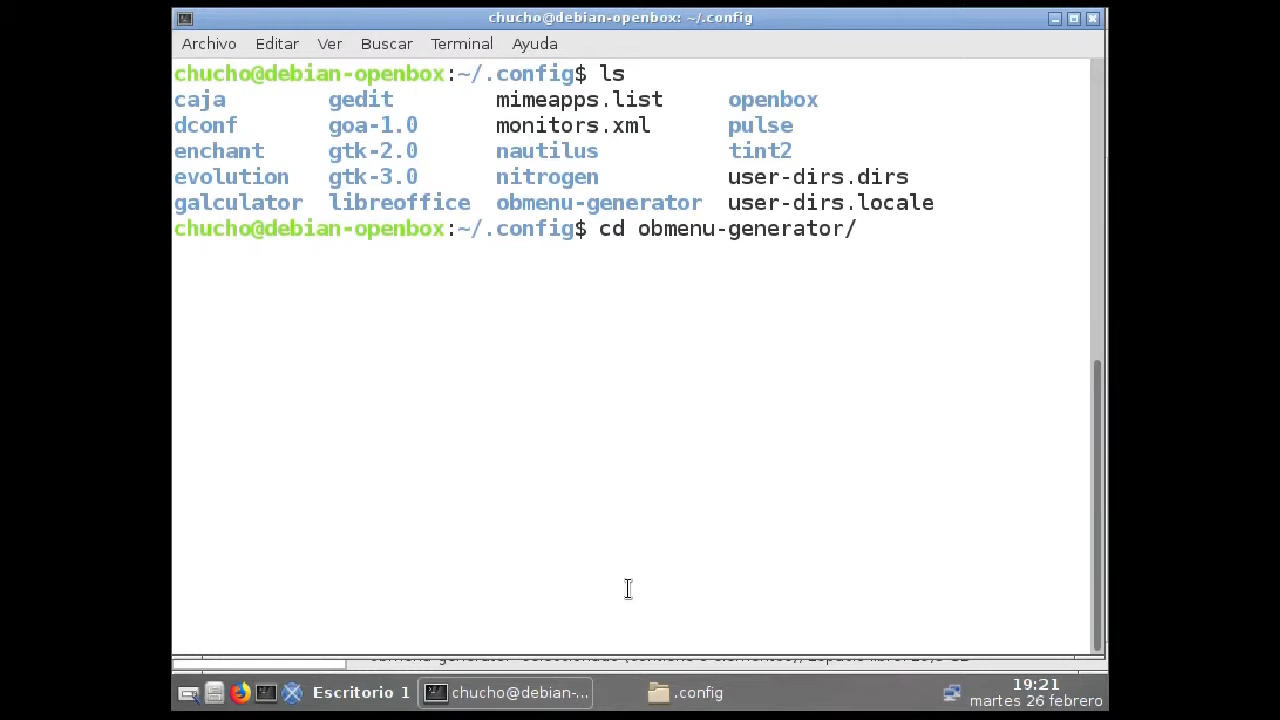 chucho@debian-openbox: ~/.config
Archivo Editar Ver Buscar Terminal Ayuda
chucho@debian-openbox:~/.config$ ls
caja gedit mimeapps.list openbox
dconf goa-1.0 monitors.xml pulse
enchant gtk-2.0 nautilus tint2
evolution gtk-3.0 nitrogen user-dirs.dirs
galculator libreoffice obmenu-generator user-dirs.locale
chucho@debian-openbox:~/.config$ cd obmenu-generator/
Escritorio 1 chucho@debian-... .config 19:21
martes 26 febrero